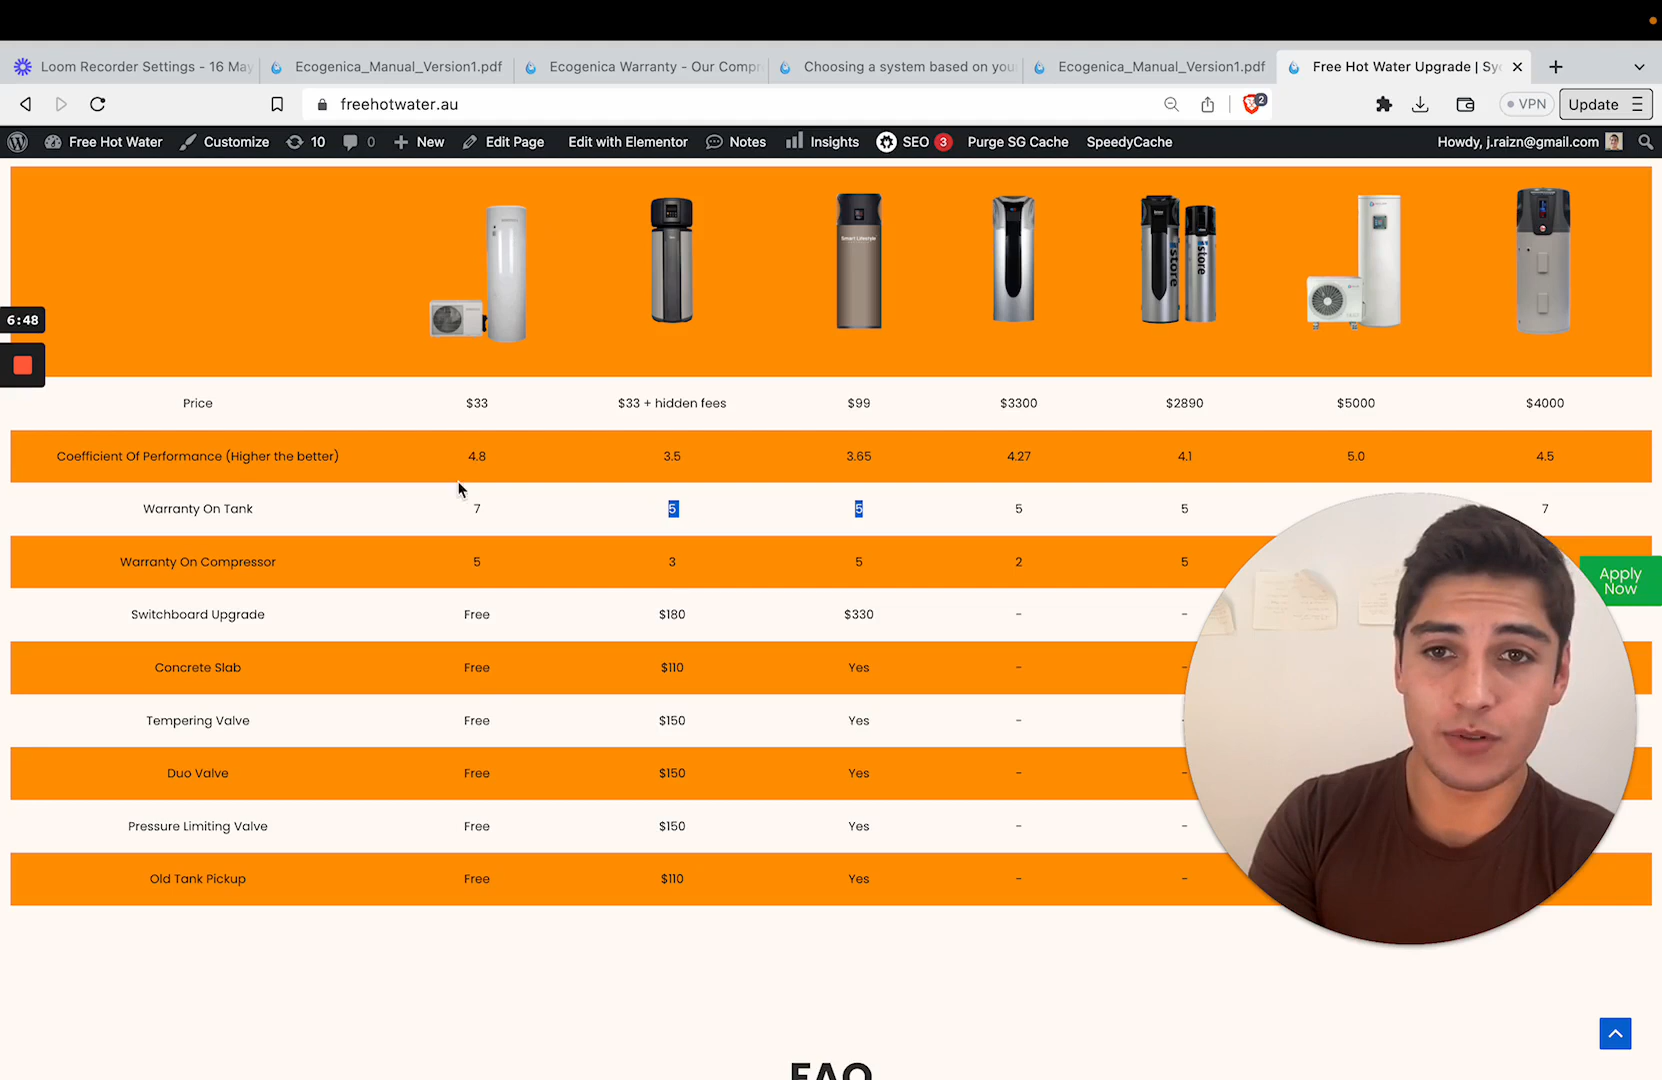 Loom Recorder Settings - 16 May
Ecogenica_Manual_Version1.pdf
Ecogenica Warranty - Our Compr
Choosing a system based on your
Ecogenica_Manual_Version1.pdf
Free Hot Water Upgrade | Syd
freehotwater.au
2
VPN
Update
Free Hot Water
Customize
10
0
New
Edit Page
Edit with Elementor
Notes
Insights
SEO 3
Purge SG Cache
SpeedyCache
Howdy, j.raizn@gmail.com
Smart Lifestyle
istore
istore
6:48
Price $33 $33 + hidden fees $99 $3300 $2890 $5000 $4000
Coefficient Of Performance (Higher the better) 4.8 3.5 3.65 4.27 4.1 5.0 4.5
Warranty On Tank 7 5 5 5 5 7
Warranty On Compressor 5 3 5 2 5
Apply
Now
Switchboard Upgrade Free $180 $330 - -
Concrete Slab Free $110 Yes - -
Tempering Valve Free $150 Yes - -
Duo Valve Free $150 Yes - -
Pressure Limiting Valve Free $150 Yes - -
Old Tank Pickup Free $110 Yes - -
FAQ